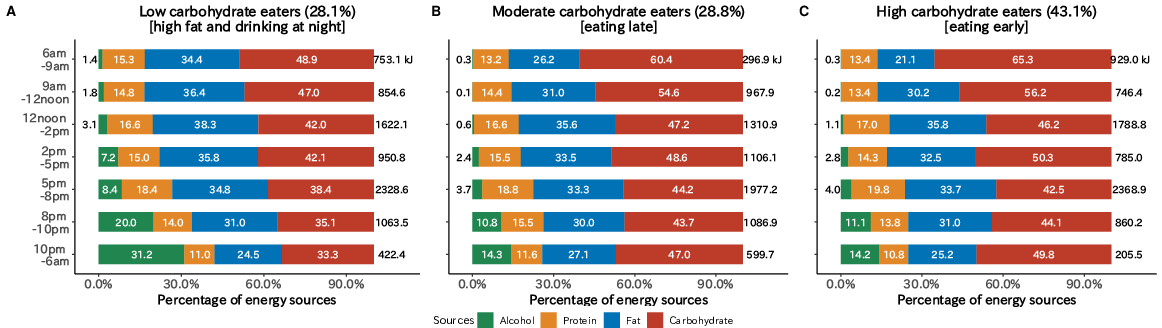 A
Low carbohydrate eaters (28.1%)
[high fat and drinking at night]
6am
-9am
1.4 15.3 34.4 48.9 753.1 kJ
9am
-12noon
1.8 14.8 36.4 47.0 854.6
12noon
-2pm
3.1 16.6 38.3 42.0 1622.1
2pm
-5pm
7.2 15.0 35.8 42.1 950.8
5pm
-8pm
8.4 18.4 34.8 38.4 2328.6
8pm
-10pm
20.0 14.0 31.0 35.1 1063.5
10pm
-6am
31.2 11.0 24.5 33.3 422.4
0.0% 30.0% 60.0% 90.0%
Percentage of energy sources
B
Moderate carbohydrate eaters (28.8%)
[eating late]
0.3 13.2 26.2 60.4 296.9 kJ
0.1 14.4 31.0 54.6 967.9
0.6 16.6 35.6 47.2 1310.9
2.4 15.5 33.5 48.6 1106.1
3.7 18.8 33.3 44.2 1977.2
10.8 15.5 30.0 43.7 1086.9
14.3 11.6 27.1 47.0 599.7
0.0% 30.0% 60.0% 90.0%
Percentage of energy sources
C
High carbohydrate eaters (43.1%)
[eating early]
0.3 13.4 21.1 65.3 929.0 kJ
0.2 13.4 30.2 56.2 746.4
1.1 17.0 35.8 46.2 1788.8
2.8 14.3 32.5 50.3 785.0
4.0 19.8 33.7 42.5 2368.9
11.1 13.8 31.0 44.1 860.2
14.2 10.8 25.2 49.8 205.5
0.0% 30.0% 60.0% 90.0%
Percentage of energy sources
Sources Alcohol Protein Fat Carbohydrate